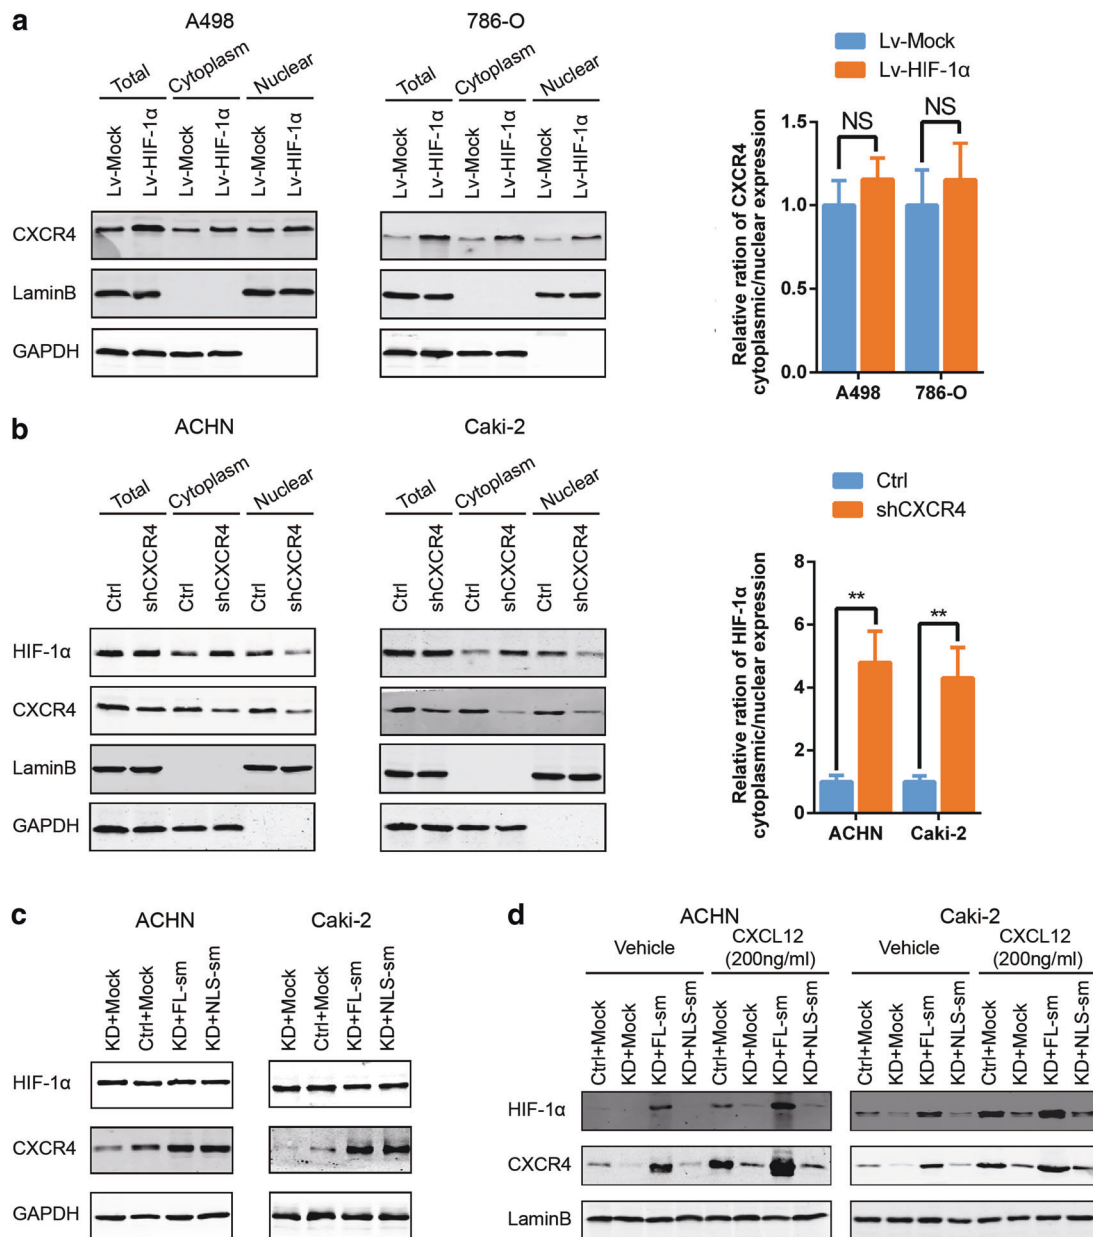 a
A498
786-O
Total Cytoplasm Nuclear
Total Cytoplasm Nuclear
Lv-Mock Lv-HIF-1α Lv-Mock Lv-HIF-1α Lv-Mock Lv-HIF-1α
Lv-Mock Lv-HIF-1α Lv-Mock Lv-HIF-1α Lv-Mock Lv-HIF-1α
CXCR4
LaminB
GAPDH
Lv-Mock
Lv-HIF-1α
Relative ration of CXCR4
cytoplasmic/nuclear expression
NS NS
1.5
1.0
0.5
0.0
A498 786-O
b
ACHN
Caki-2
Total Cytoplasm Nuclear
Total Cytoplasm Nuclear
Ctrl shCXCR4 Ctrl shCXCR4 Ctrl shCXCR4
Ctrl shCXCR4 Ctrl shCXCR4 Ctrl shCXCR4
HIF-1α
CXCR4
LaminB
GAPDH
Ctrl
shCXCR4
Relative ration of HIF-1α
cytoplasmic/nuclear expression
** **
8
6
4
2
0
ACHN Caki-2
c
ACHN
Caki-2
KD+Mock Ctrl+Mock KD+FL-sm KD+NLS-sm
KD+Mock Ctrl+Mock KD+FL-sm KD+NLS-sm
HIF-1α
CXCR4
GAPDH
d
ACHN
Caki-2
Vehicle
CXCL12
(200ng/ml)
Vehicle
CXCL12
(200ng/ml)
Ctrl+Mock KD+Mock KD+FL-sm KD+NLS-sm Ctrl+Mock KD+Mock KD+FL-sm KD+NLS-sm
Ctrl+Mock KD+Mock KD+FL-sm KD+NLS-sm Ctrl+Mock KD+Mock KD+FL-sm KD+NLS-sm
HIF-1α
CXCR4
LaminB